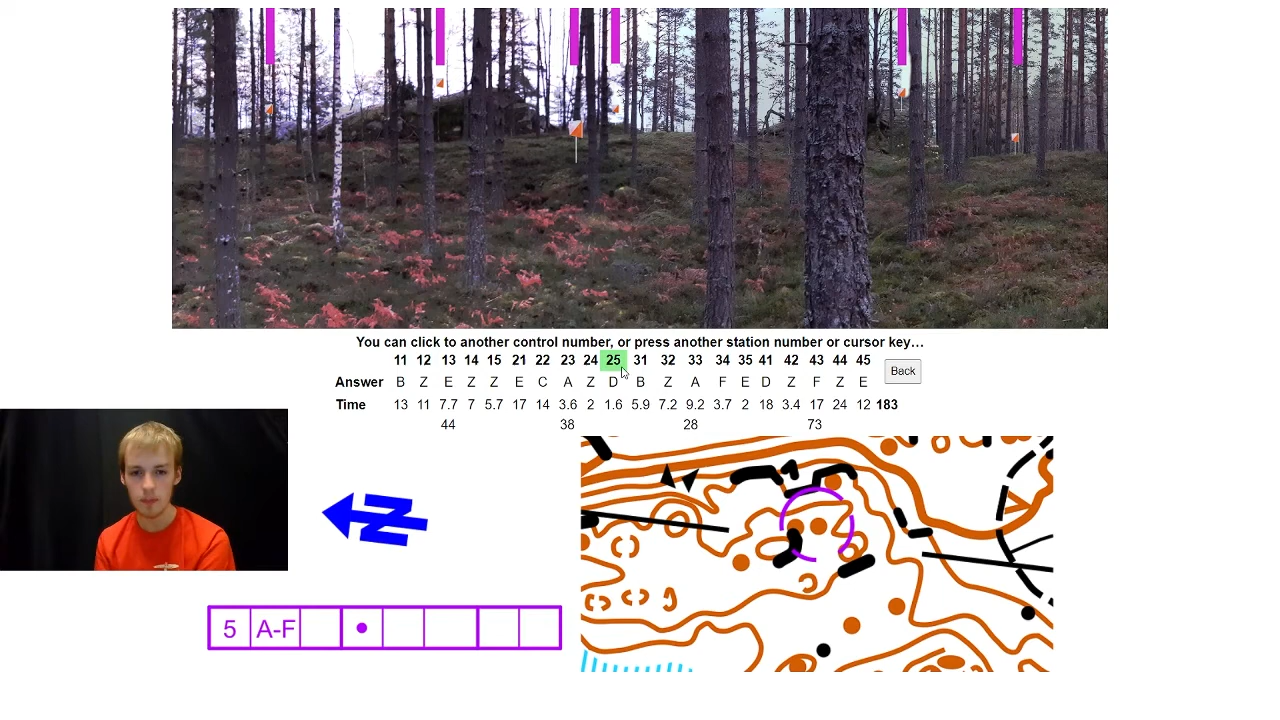 You can click to another control number, or press another station number or cursor key...
11 12 13 14 15 21 22 23 24 25 31 32 33 34 35 41 42 43 44 45
Back
Answer B Z E Z Z E C A Z D B Z A F E D Z F Z E
Time 13 11 7.7 7 5.7 17 14 3.6 2 1.6 5.9 7.2 9.2 3.7 2 18 3.4 17 24 12 183
44 38 28 73
5 A-F